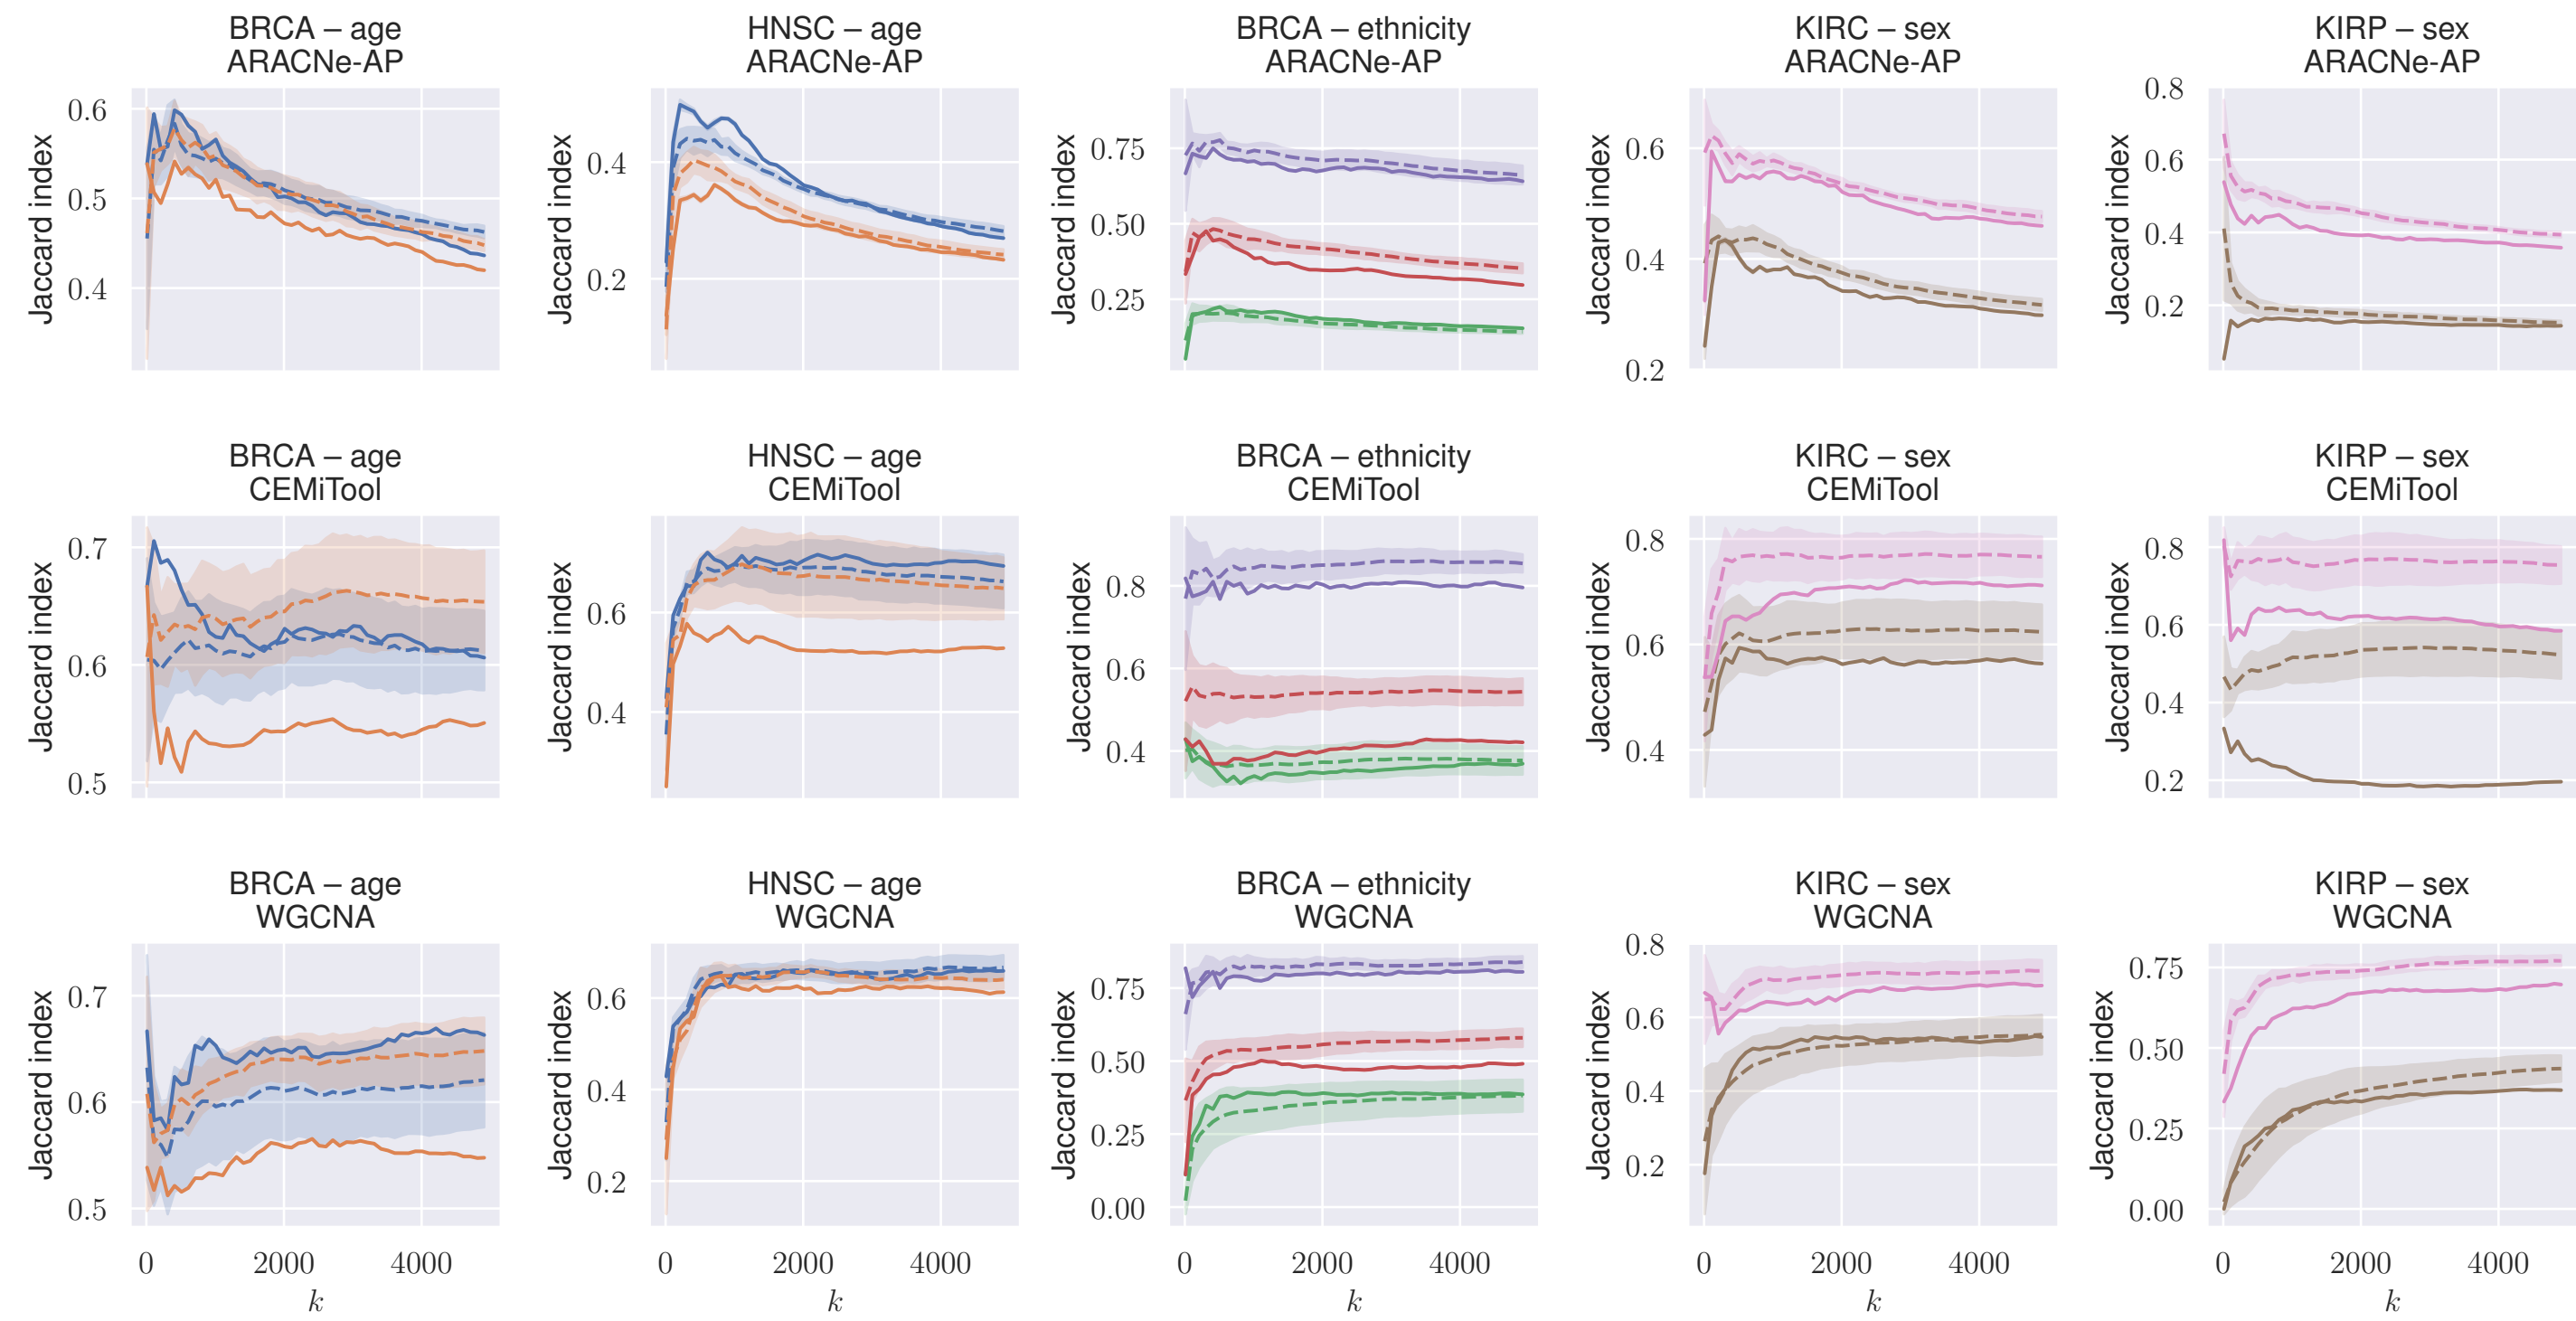 BRCA – age
ARACNe-AP
HNSC – age
ARACNe-AP
BRCA – ethnicity
ARACNe-AP
KIRC – sex
ARACNe-AP
KIRP – sex
ARACNe-AP
Jaccard index
0.6
0.5
0.4
Jaccard index
0.4
0.2
Jaccard index
0.75
0.50
0.25
Jaccard index
0.6
0.4
0.2
Jaccard index
0.8
0.6
0.4
0.2
BRCA – age
CEMiTool
HNSC – age
CEMiTool
BRCA – ethnicity
CEMiTool
KIRC – sex
CEMiTool
KIRP – sex
CEMiTool
Jaccard index
0.7
0.6
0.5
Jaccard index
0.6
0.4
Jaccard index
0.8
0.6
0.4
Jaccard index
0.8
0.6
0.4
Jaccard index
0.8
0.6
0.4
0.2
BRCA – age
WGCNA
HNSC – age
WGCNA
BRCA – ethnicity
WGCNA
KIRC – sex
WGCNA
KIRP – sex
WGCNA
Jaccard index
0.7
0.6
0.5
Jaccard index
0.6
0.4
0.2
Jaccard index
0.75
0.50
0.25
0.00
Jaccard index
0.8
0.6
0.4
0.2
Jaccard index
0.75
0.50
0.25
0.00
0 2000 4000
k
0 2000 4000
k
0 2000 4000
k
0 2000 4000
k
0 2000 4000
k